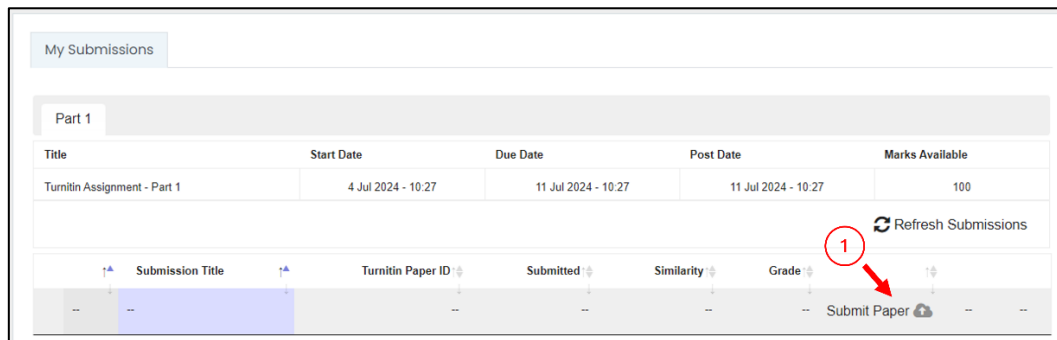 My Submissions
Part 1
Title Start Date Due Date Post Date Marks Available
Turnitin Assignment - Part 1 4 Jul 2024 - 10:27 11 Jul 2024 - 10:27 11 Jul 2024 - 10:27 100
Refresh Submissions
1
Submission Title Turnitin Paper ID Submitted Similarity Grade
-- -- -- -- -- -- Submit Paper -- --